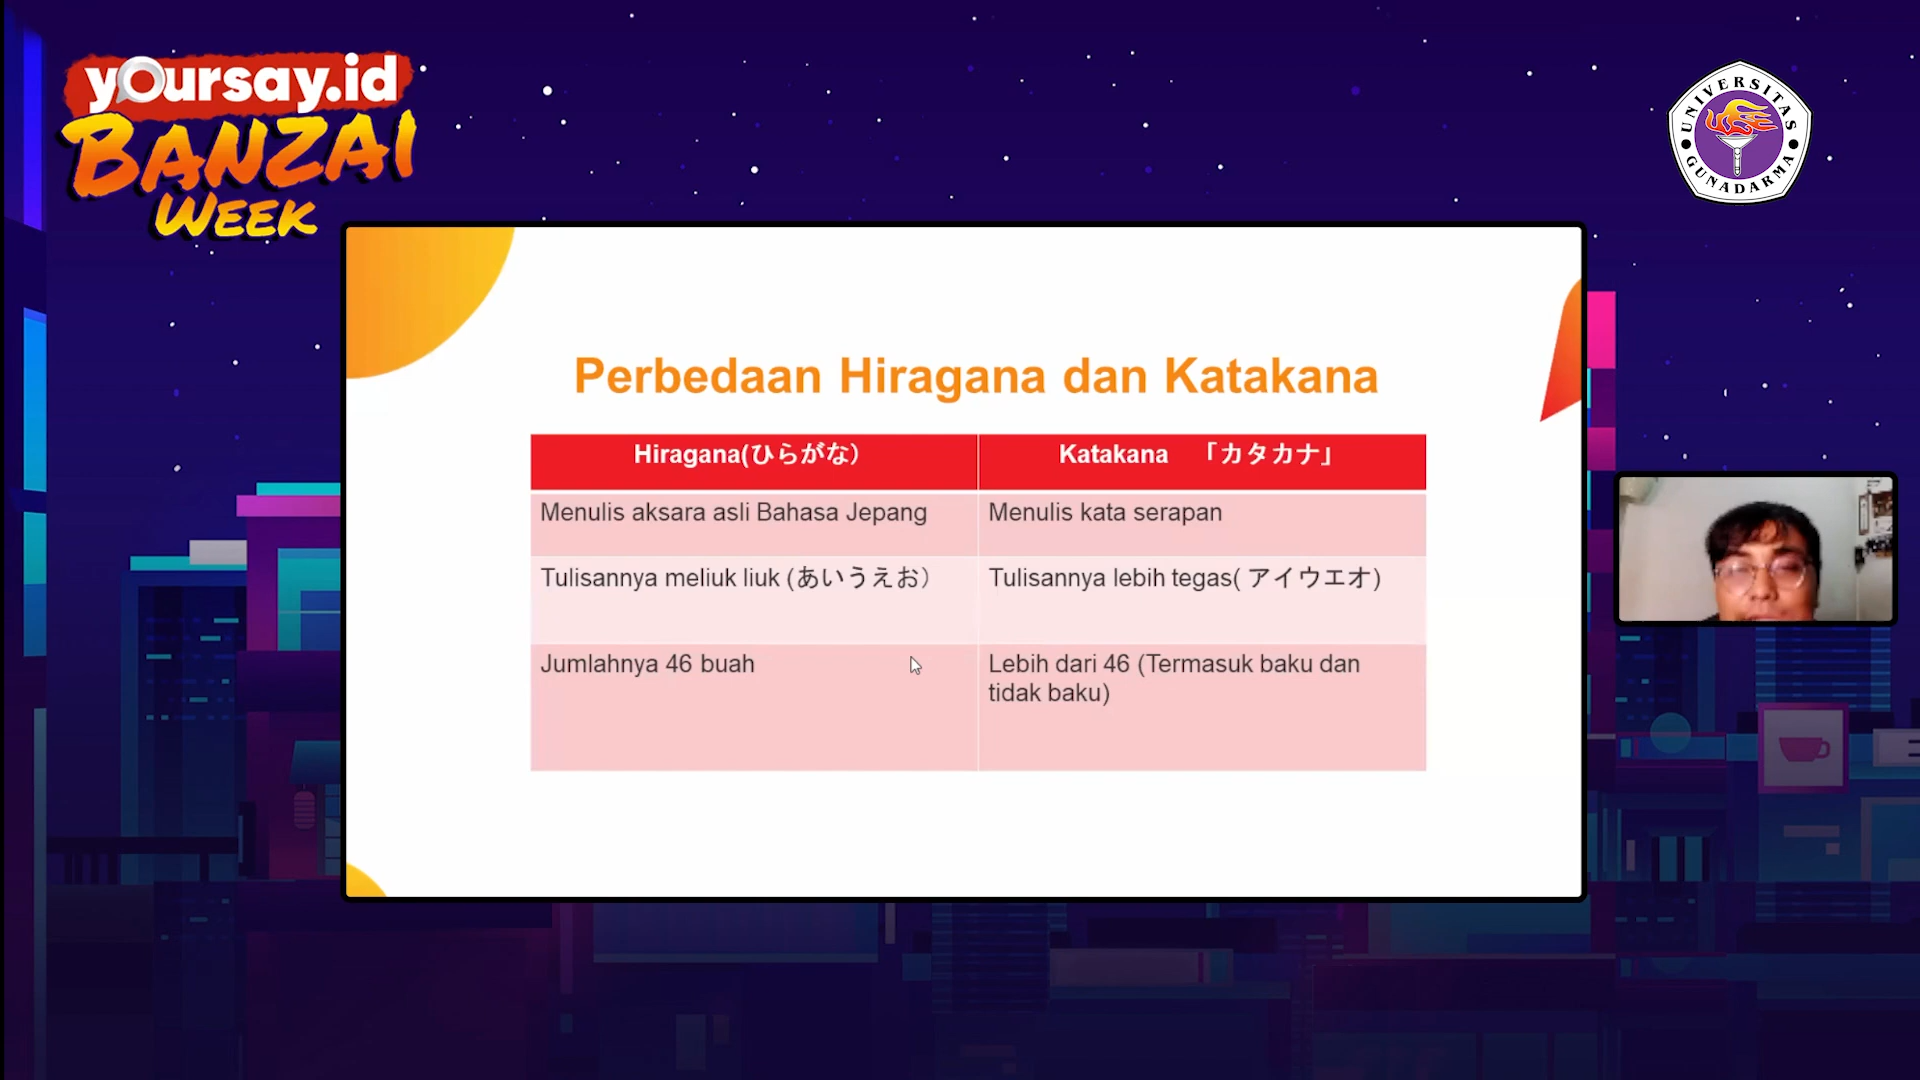 yoursay.id
BANZAI
WEEK
UNIVERSITAS
GUNADARMA
Perbedaan Hiragana dan Katakana
Hiragana(ひらがな）
Katakana 「カタカナ」
Menulis aksara asli Bahasa Jepang
Menulis kata serapan
Tulisannya meliuk liuk (あいうえお）
Tulisannya lebih tegas( アイウエオ)
Jumlahnya 46 buah
Lebih dari 46 (Termasuk baku dan
tidak baku)